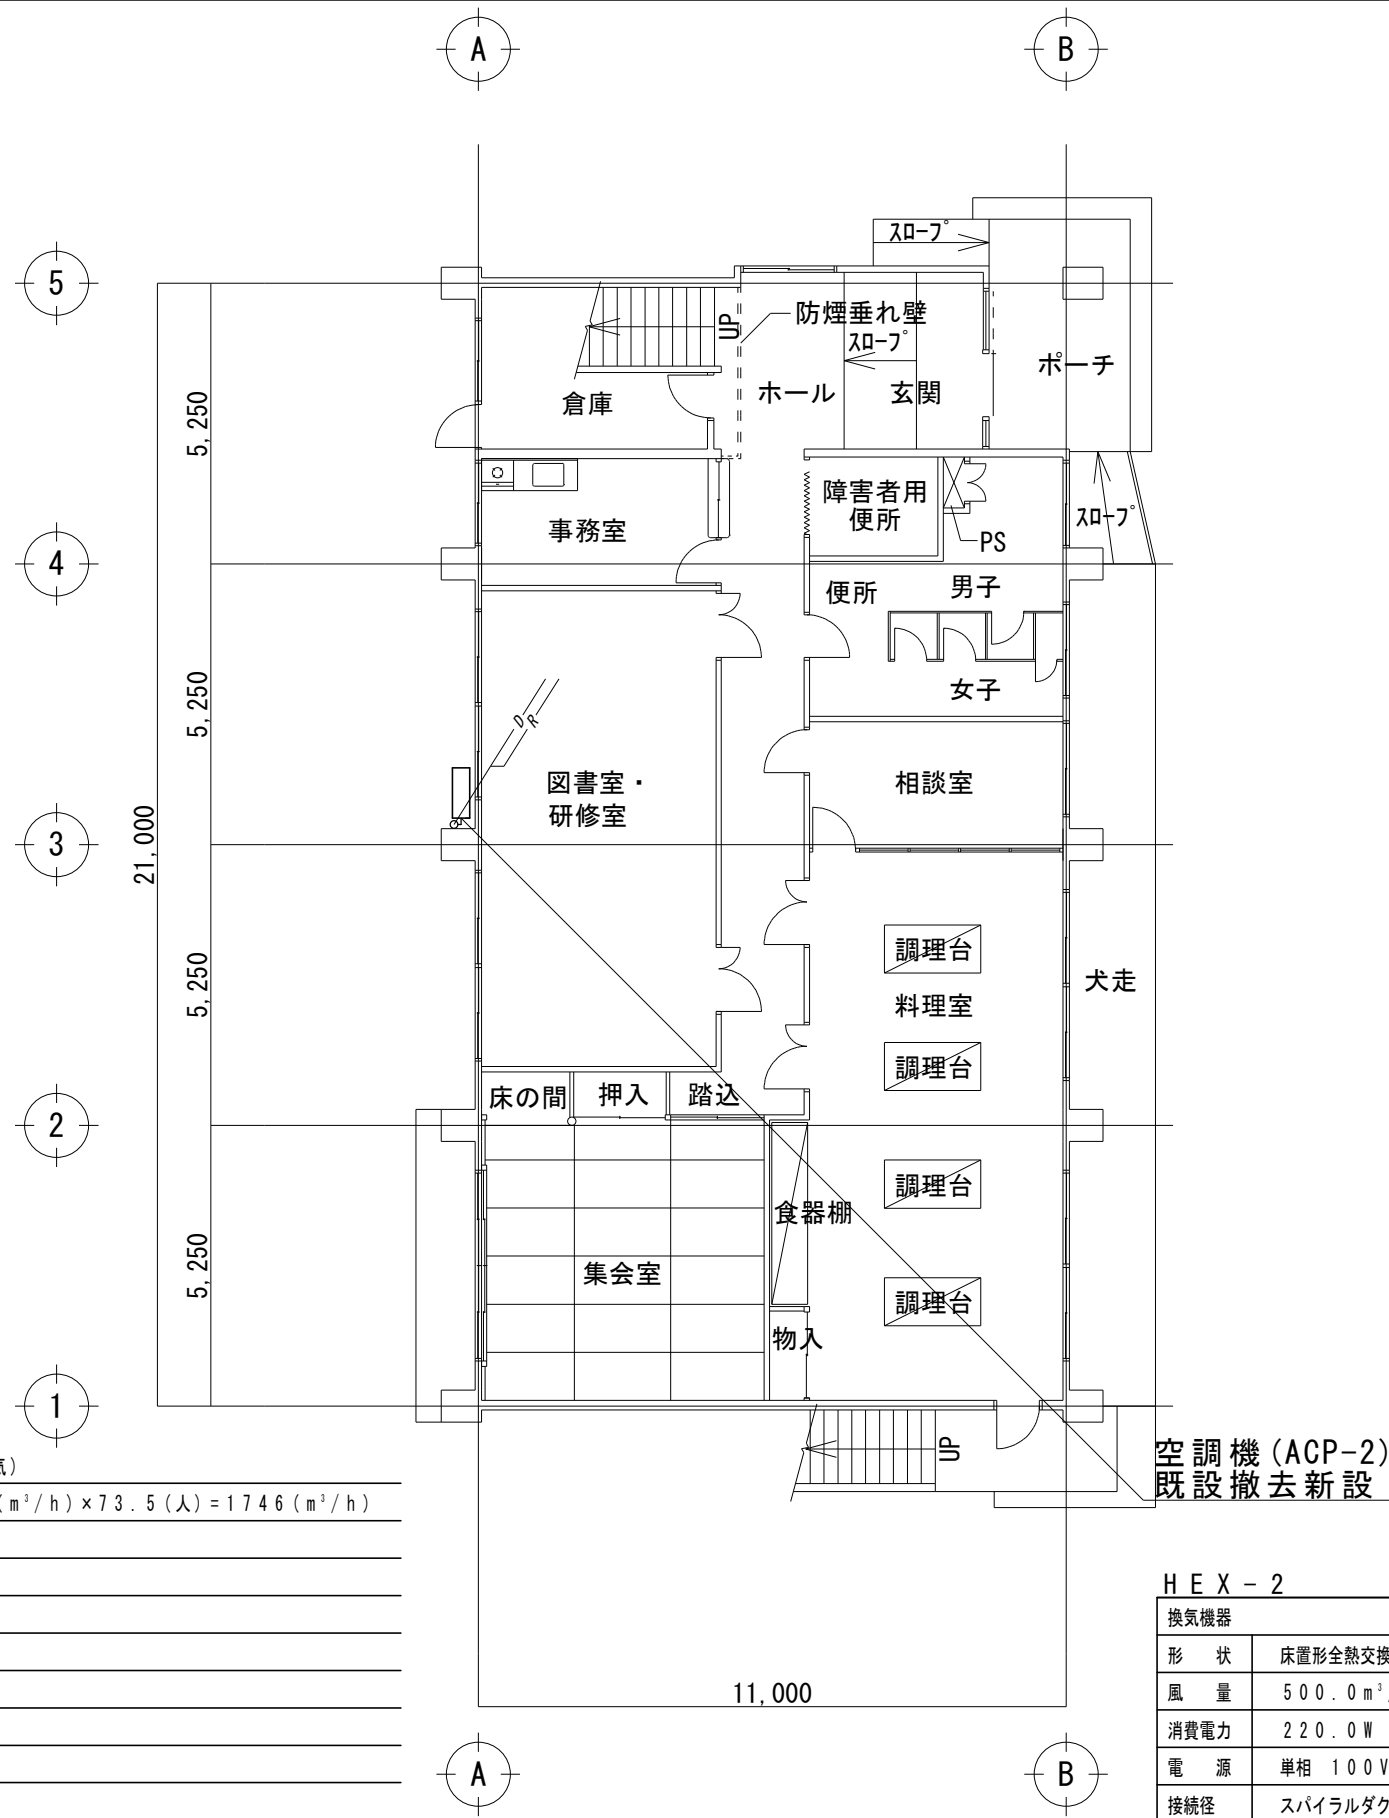 A
B
スロープ
5
防煙垂れ壁
UP
スロープ
ポーチ
ホール
玄関
倉庫
5,250
障害者用
便所
スロープ
事務室
PS
4
便所
男子
女子
5,250
D
R
図書室・
研修室
相談室
21,000
3
調理台
5,250
料理室
犬走
調理台
床の間
押入
踏込
2
調理台
食器棚
5,250
集会室
調理台
物入
1
UP
空調機(ACP-2)
既設撤去新設
気)
(m³/h)×73.5(人)=1746(m³/h)
HEX-2
換気機器
形 状 床置形全熱交換
風 量 500.0m³/
消費電力 220.0W
電 源 単相 100V
接続径 スパイラルダク
11,000
A
B